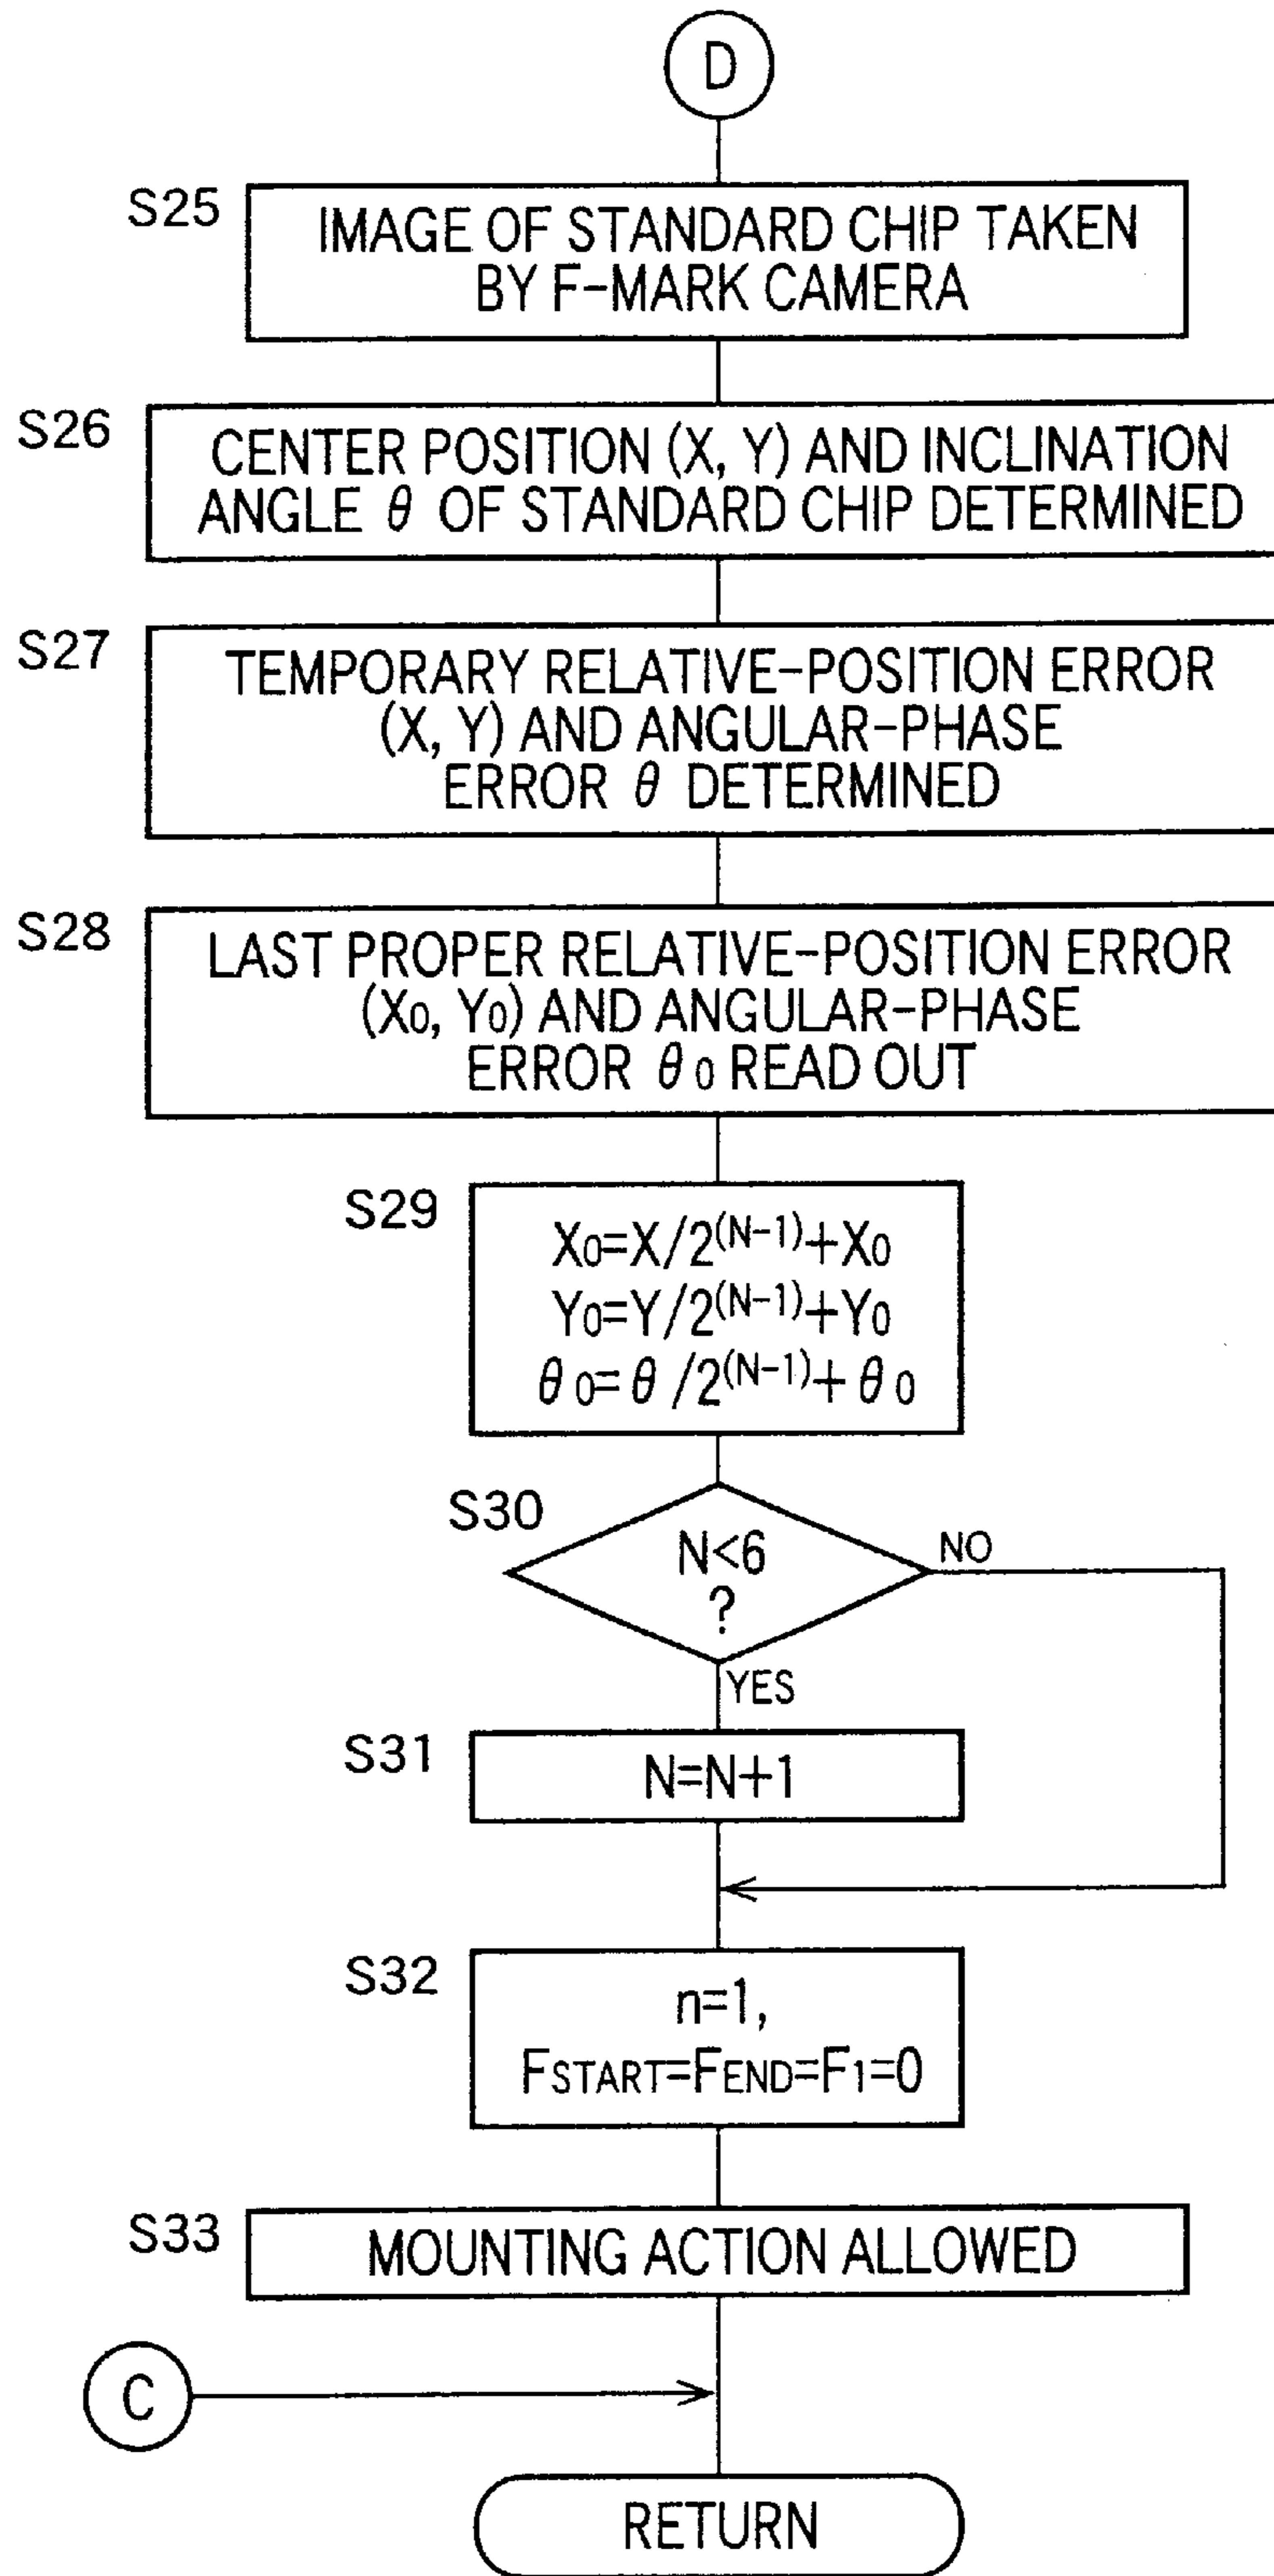 D
S25
IMAGE OF STANDARD CHIP TAKEN
BY F-MARK CAMERA
S26
CENTER POSITION (X, Y) AND INCLINATION
ANGLE θ OF STANDARD CHIP DETERMINED
S27
TEMPORARY RELATIVE-POSITION ERROR
(X, Y) AND ANGULAR-PHASE
ERROR θ DETERMINED
S28
LAST PROPER RELATIVE-POSITION ERROR
(X0, Y0) AND ANGULAR-PHASE
ERROR θ0 READ OUT
S29
X0=X/2^(N-1)+X0
Y0=Y/2^(N-1)+Y0
θ0=θ/2^(N-1)+θ0
S30
N<6
?
NO
YES
S31
N=N+1
S32
n=1,
FSTART=FEND=F1=0
S33
MOUNTING ACTION ALLOWED
C
RETURN